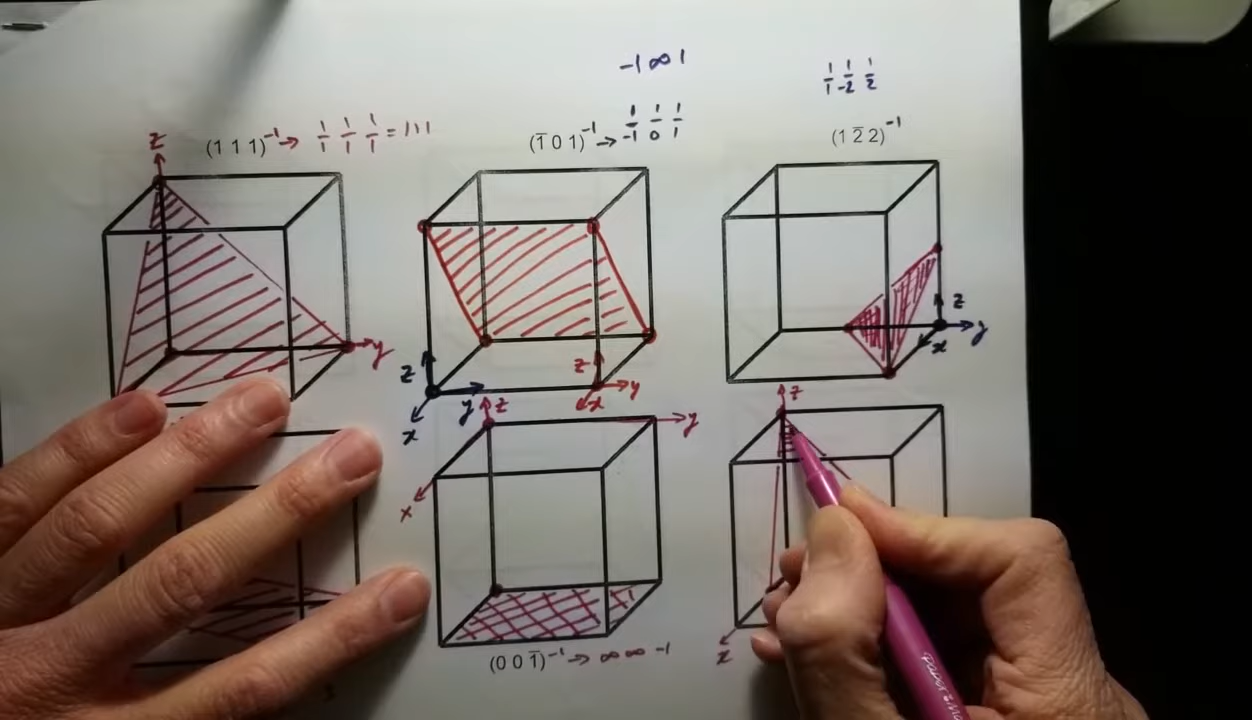 -1 ∞ 1
1/1 1/-2 1/2
z
(1 1 1)⁻¹→ 1/1 1/1 1/1 = 111
(1̄ 0 1)⁻¹→ 1/-1 1/0 1/1
(1 2̄ 2)⁻¹
y
z
y
x
z
y
x
z
y
x
z
y
x
z
z
(0 0 1̄)⁻¹→ ∞ ∞ -1
PAPER:MA